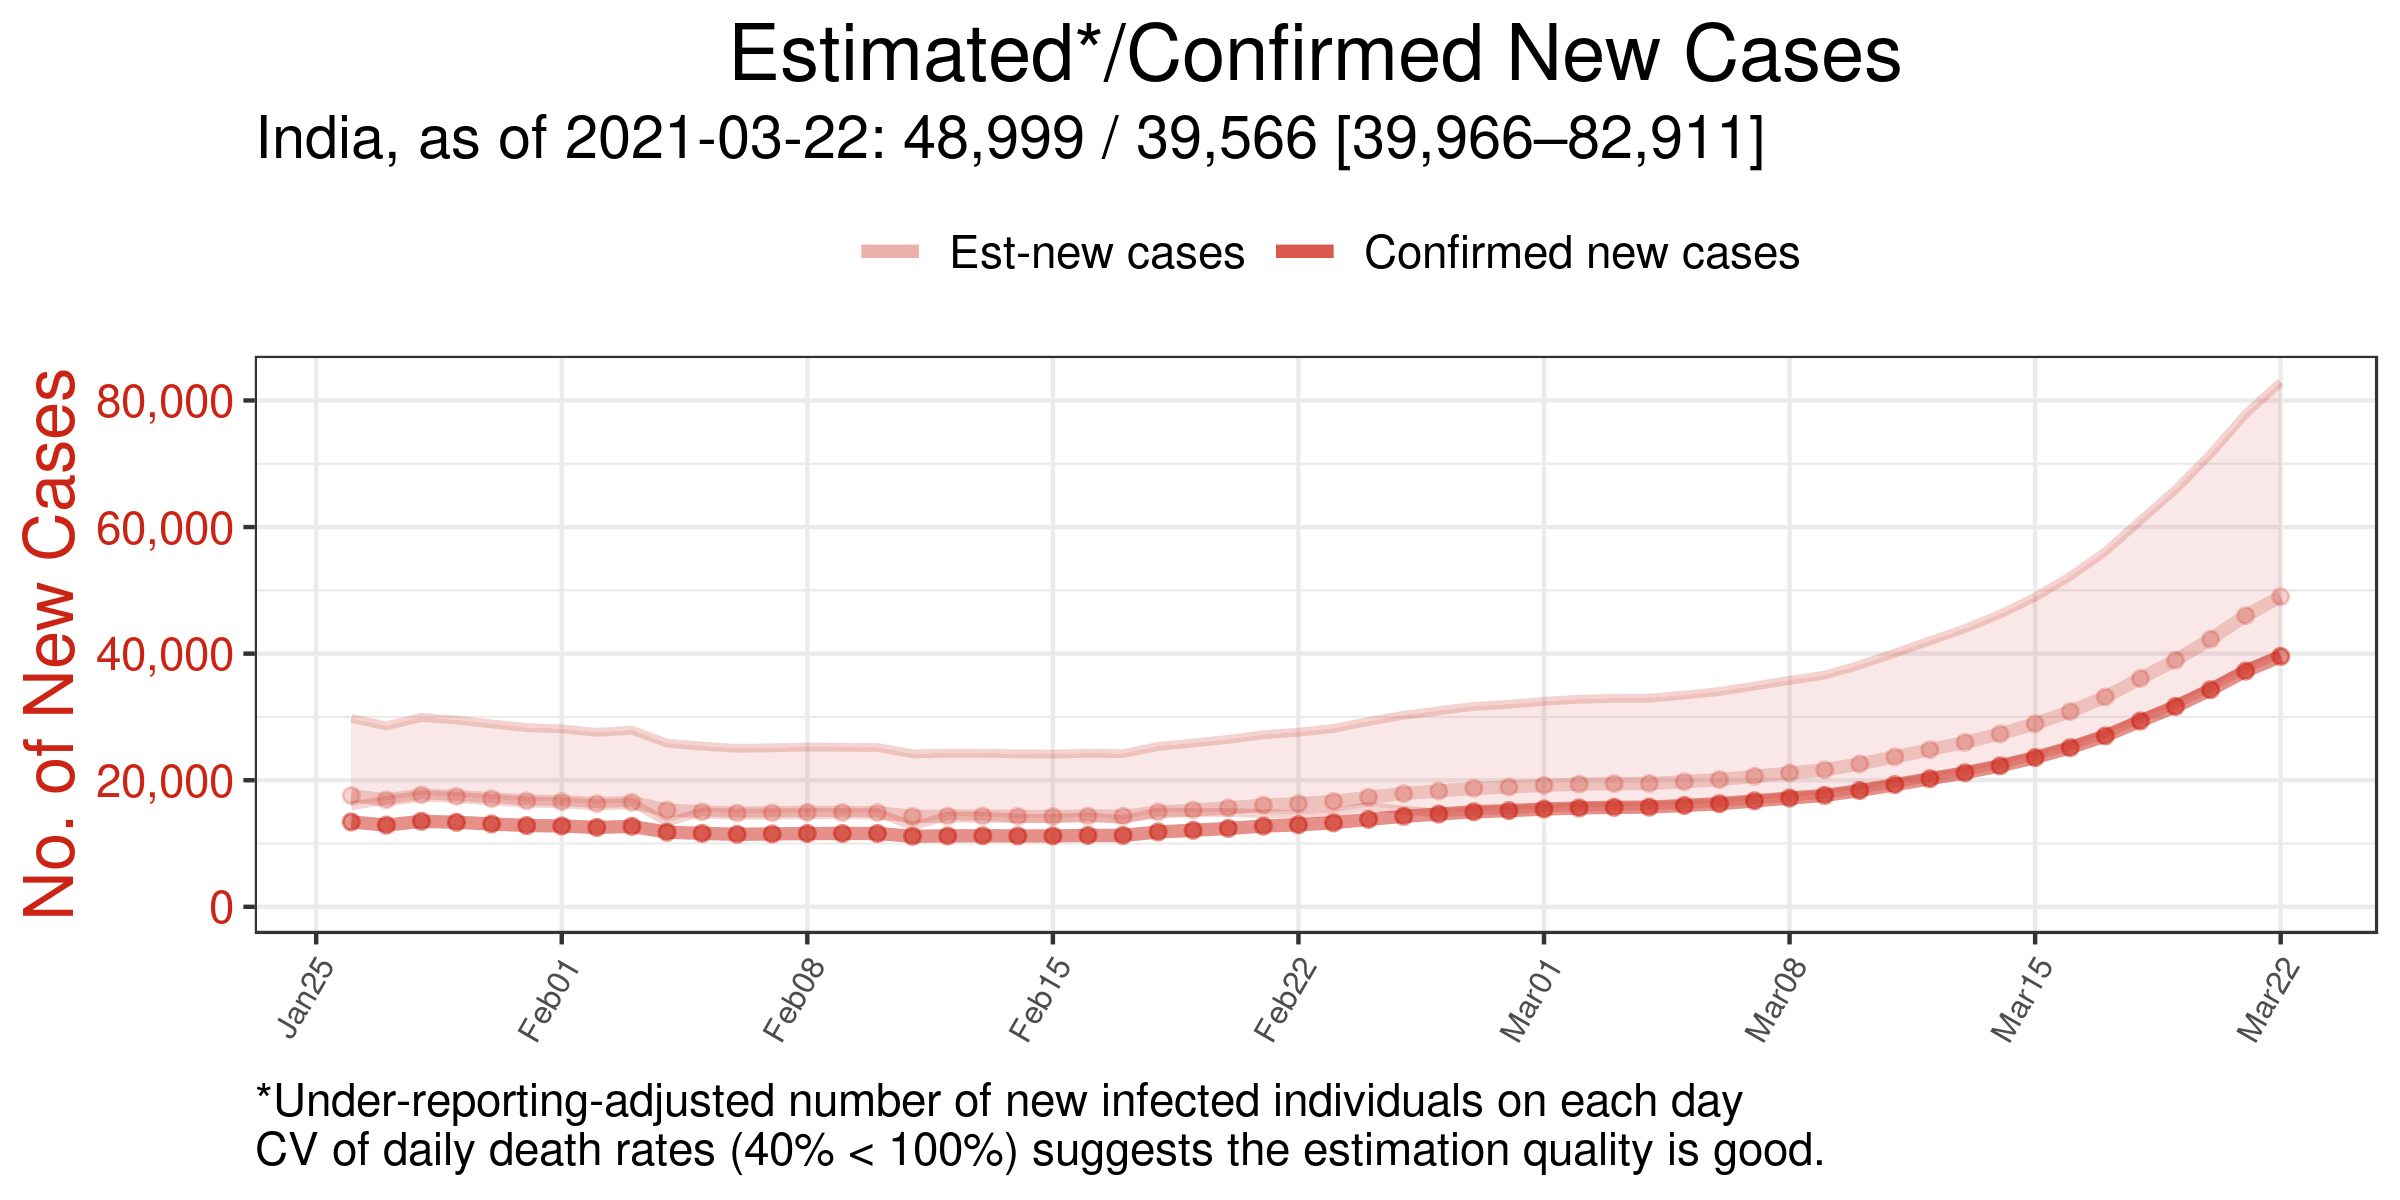 Estimated*/Confirmed New Cases
India, as of 2021-03-22: 48,999 / 39,566 [39,966–82,911]
Est-new cases
Confirmed new cases
No. of New Cases
80,000
60,000
40,000
20,000
0
Jan25
Feb01
Feb08
Feb15
Feb22
Mar01
Mar08
Mar15
Mar22
*Under-reporting-adjusted number of new infected individuals on each day
CV of daily death rates (40% < 100%) suggests the estimation quality is good.